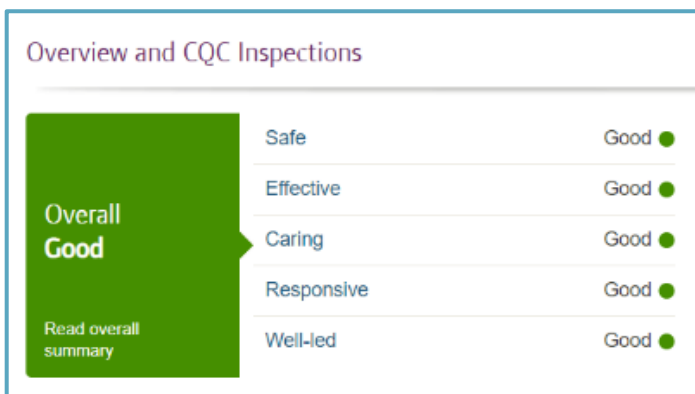 Overview and CQC Inspections
Overall
Good
Read overall
summary
Safe Good
Effective Good
Caring Good
Responsive Good
Well-led Good